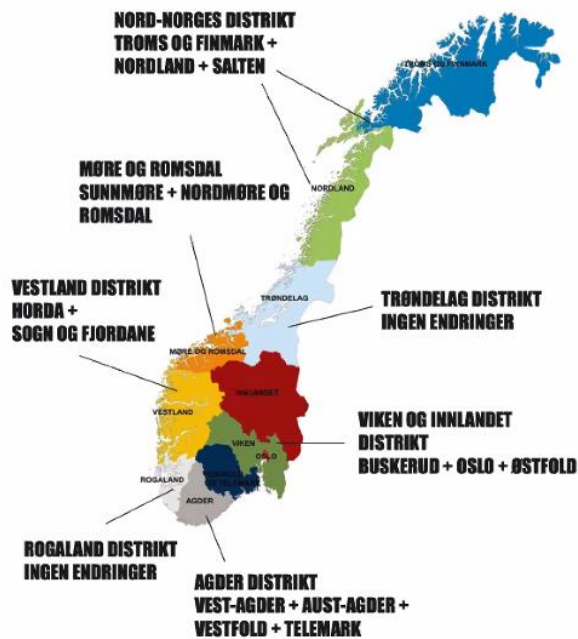 NORD-NORGES DISTRIKT
TROMS OG FINMARK +
NORDLAND + SALTEN
TROMS OG FINNMARK
MØRE OG ROMSDAL
SUNNMØRE + NORDMØRE OG
ROMSDAL
NORDLAND
VESTLAND DISTRIKT
HORDA +
SOGN OG FJORDANE
TRØNDELAG
TRØNDELAG DISTRIKT
INGEN ENDRINGER
MØRE OG ROMSDAL
INNLANDET
VESTLAND
VIKEN
OSLO
VIKEN OG INNLANDET
DISTRIKT
BUSKERUD + OSLO + ØSTFOLD
ROGALAND
OG TELEMARK
AGDER
ROGALAND DISTRIKT
INGEN ENDRINGER
AGDER DISTRIKT
VEST-AGDER + AUST-AGDER +
VESTFOLD + TELEMARK